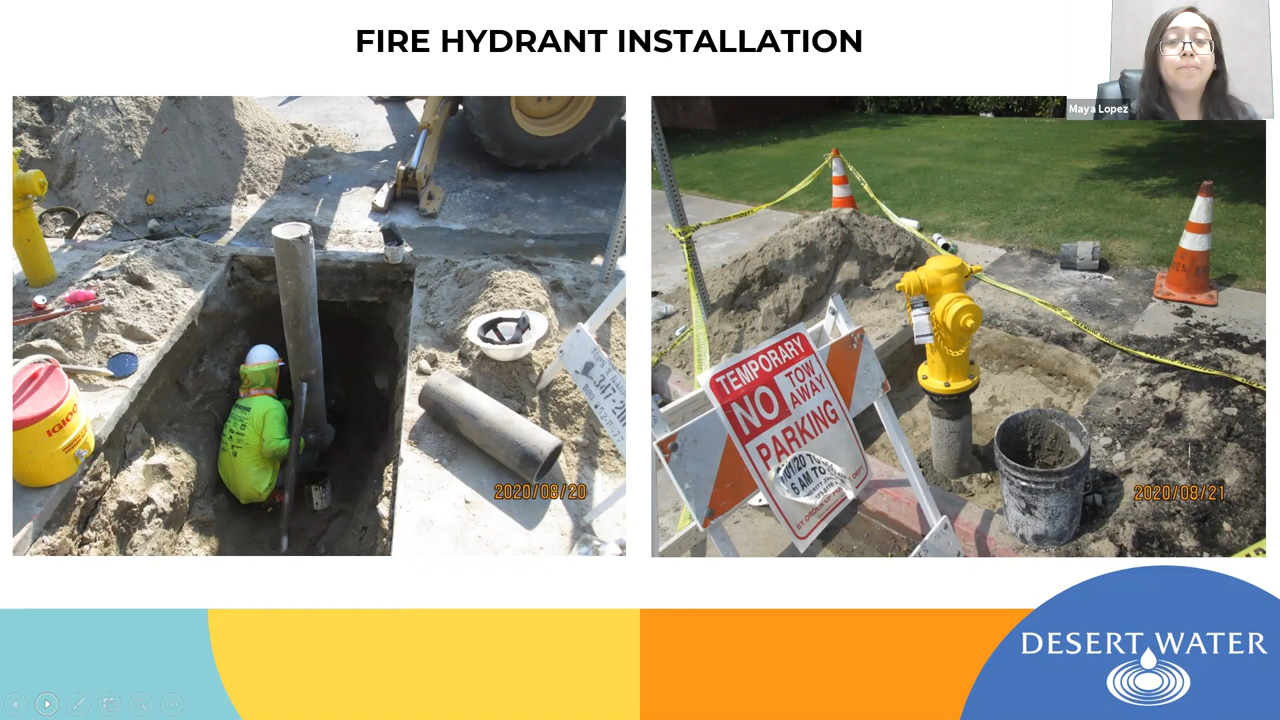 FIRE HYDRANT INSTALLATION
Maya Lopez
IGLOO
2020/08/20
TEMPORARY
NO
TOW
AWAY
PARKING
6 AM TO
2020/08/21
DESERT WATER